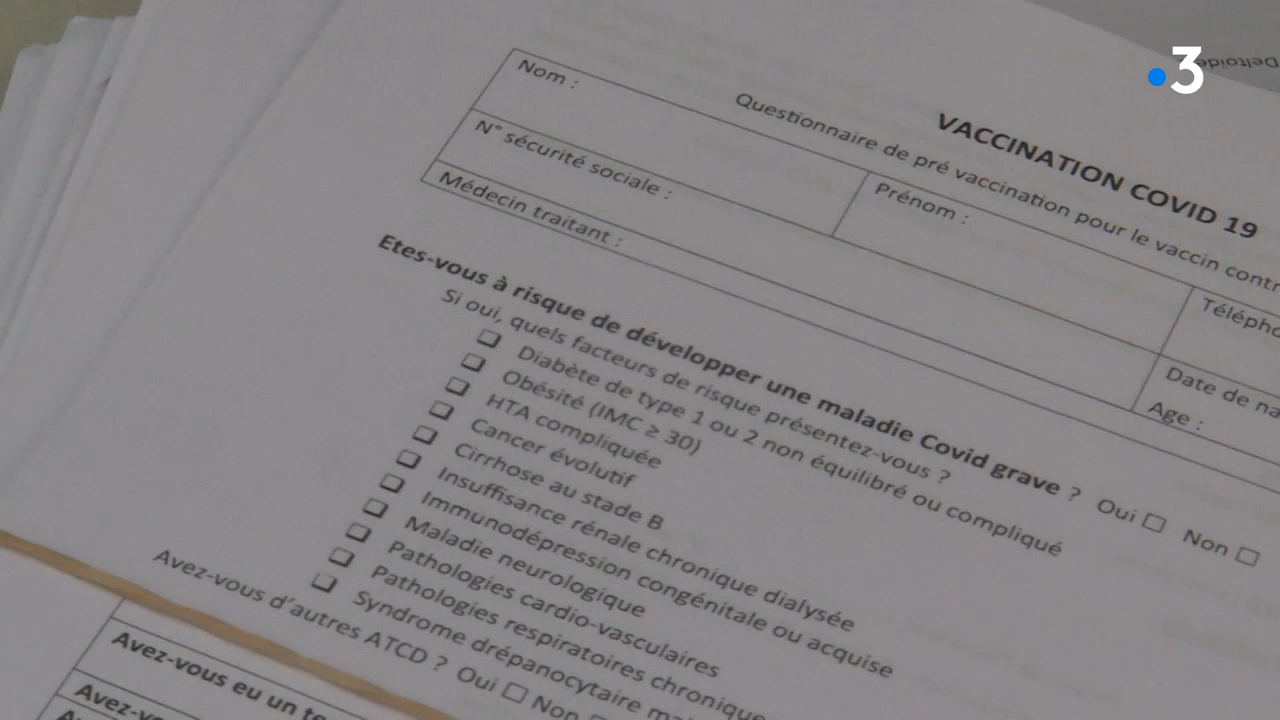 3
Deltoïde
VACCINATION COVID 19
Questionnaire de pré vaccination pour le vaccin
Nom :
Prénom :
N° sécurité sociale :
Date de
Age :
Médecin traitant :
Etes-vous à risque de développer une maladie Covid grave ? Oui ☐ Non ☐
Si oui, quels facteurs de risque présentez-vous ?
❏ Diabète de type 1 ou 2 non équilibré ou compliqué
❏ Obésité (IMC ≥ 30)
❏ HTA compliquée
❏ Cancer évolutif
❏ Cirrhose au stade B
❏ Insuffisance rénale chronique dialysée
❏ Immunodépression congénitale ou acquise
❏ Maladie neurologique
❏ Pathologies cardio-vasculaires
❏ Pathologies respiratoires
❏ Syndrome drépanocytaire
Avez-vous d'autres ATCD ? Oui ☐ Non
Avez-vous eu un